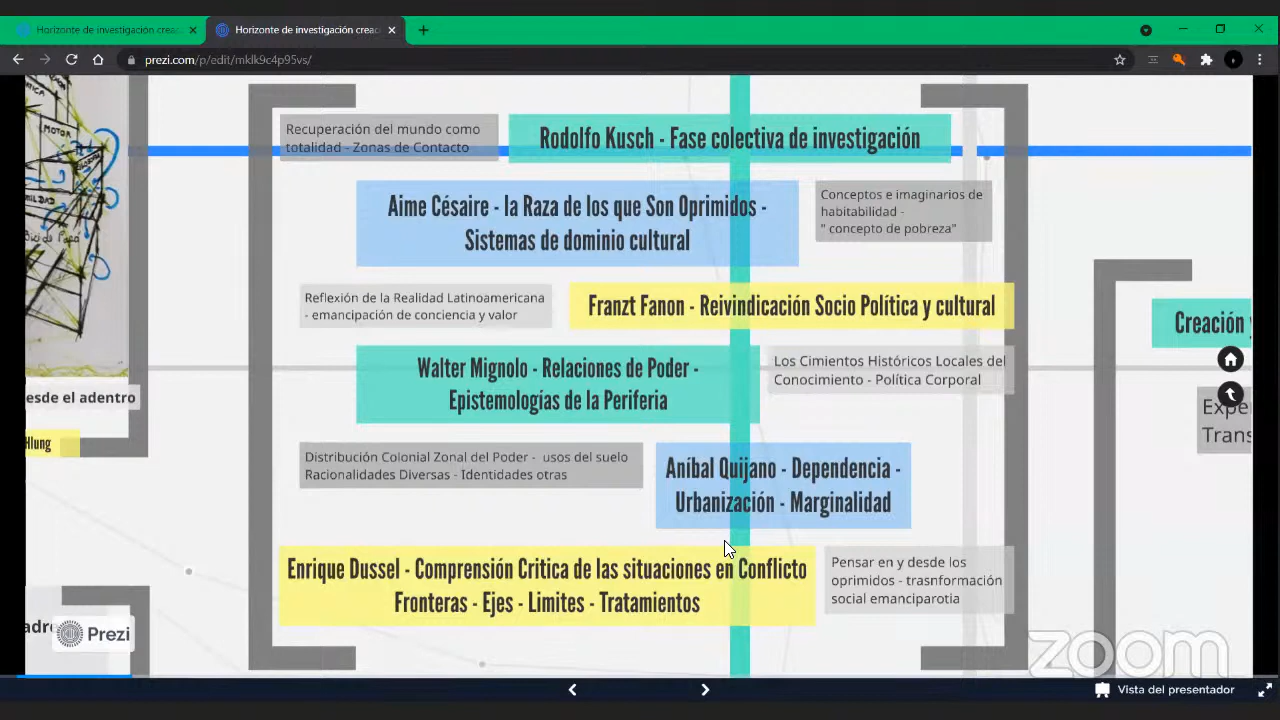 Horizonte de investigación creac
Horizonte de investigación creac
prezi.com/p/edit/mklk9c4p95vs/
MOTOR
Recuperación del mundo como
totalidad - Zonas de Contacto
Rodolfo Kusch - Fase colectiva de investigación
Aime Césaire - la Raza de los que Son Oprimidos -
Sistemas de dominio cultural
Conceptos e imaginarios de
habitabilidad -
" concepto de pobreza"
Reflexión de la Realidad Latinoamericana
- emancipación de conciencia y valor
Franzt Fanon - Reivindicación Socio Política y cultural
Walter Mignolo - Relaciones de Poder -
Epistemologías de la Periferia
Los Cimientos Históricos Locales del
Conocimiento - Política Corporal
Creación y
esde el adentro
Hlung
Expe
Trans
Distribución Colonial Zonal del Poder - usos del suelo
Racionalidades Diversas - Identidades otras
Aníbal Quijano - Dependencia -
Urbanización - Marginalidad
Enrique Dussel - Comprensión Critica de las situaciones en Conflicto
Fronteras - Ejes - Limites - Tratamientos
Pensar en y desde los
oprimidos - trasnformación
social emanciparotia
adre
Prezi
zoom
Vista del presentador